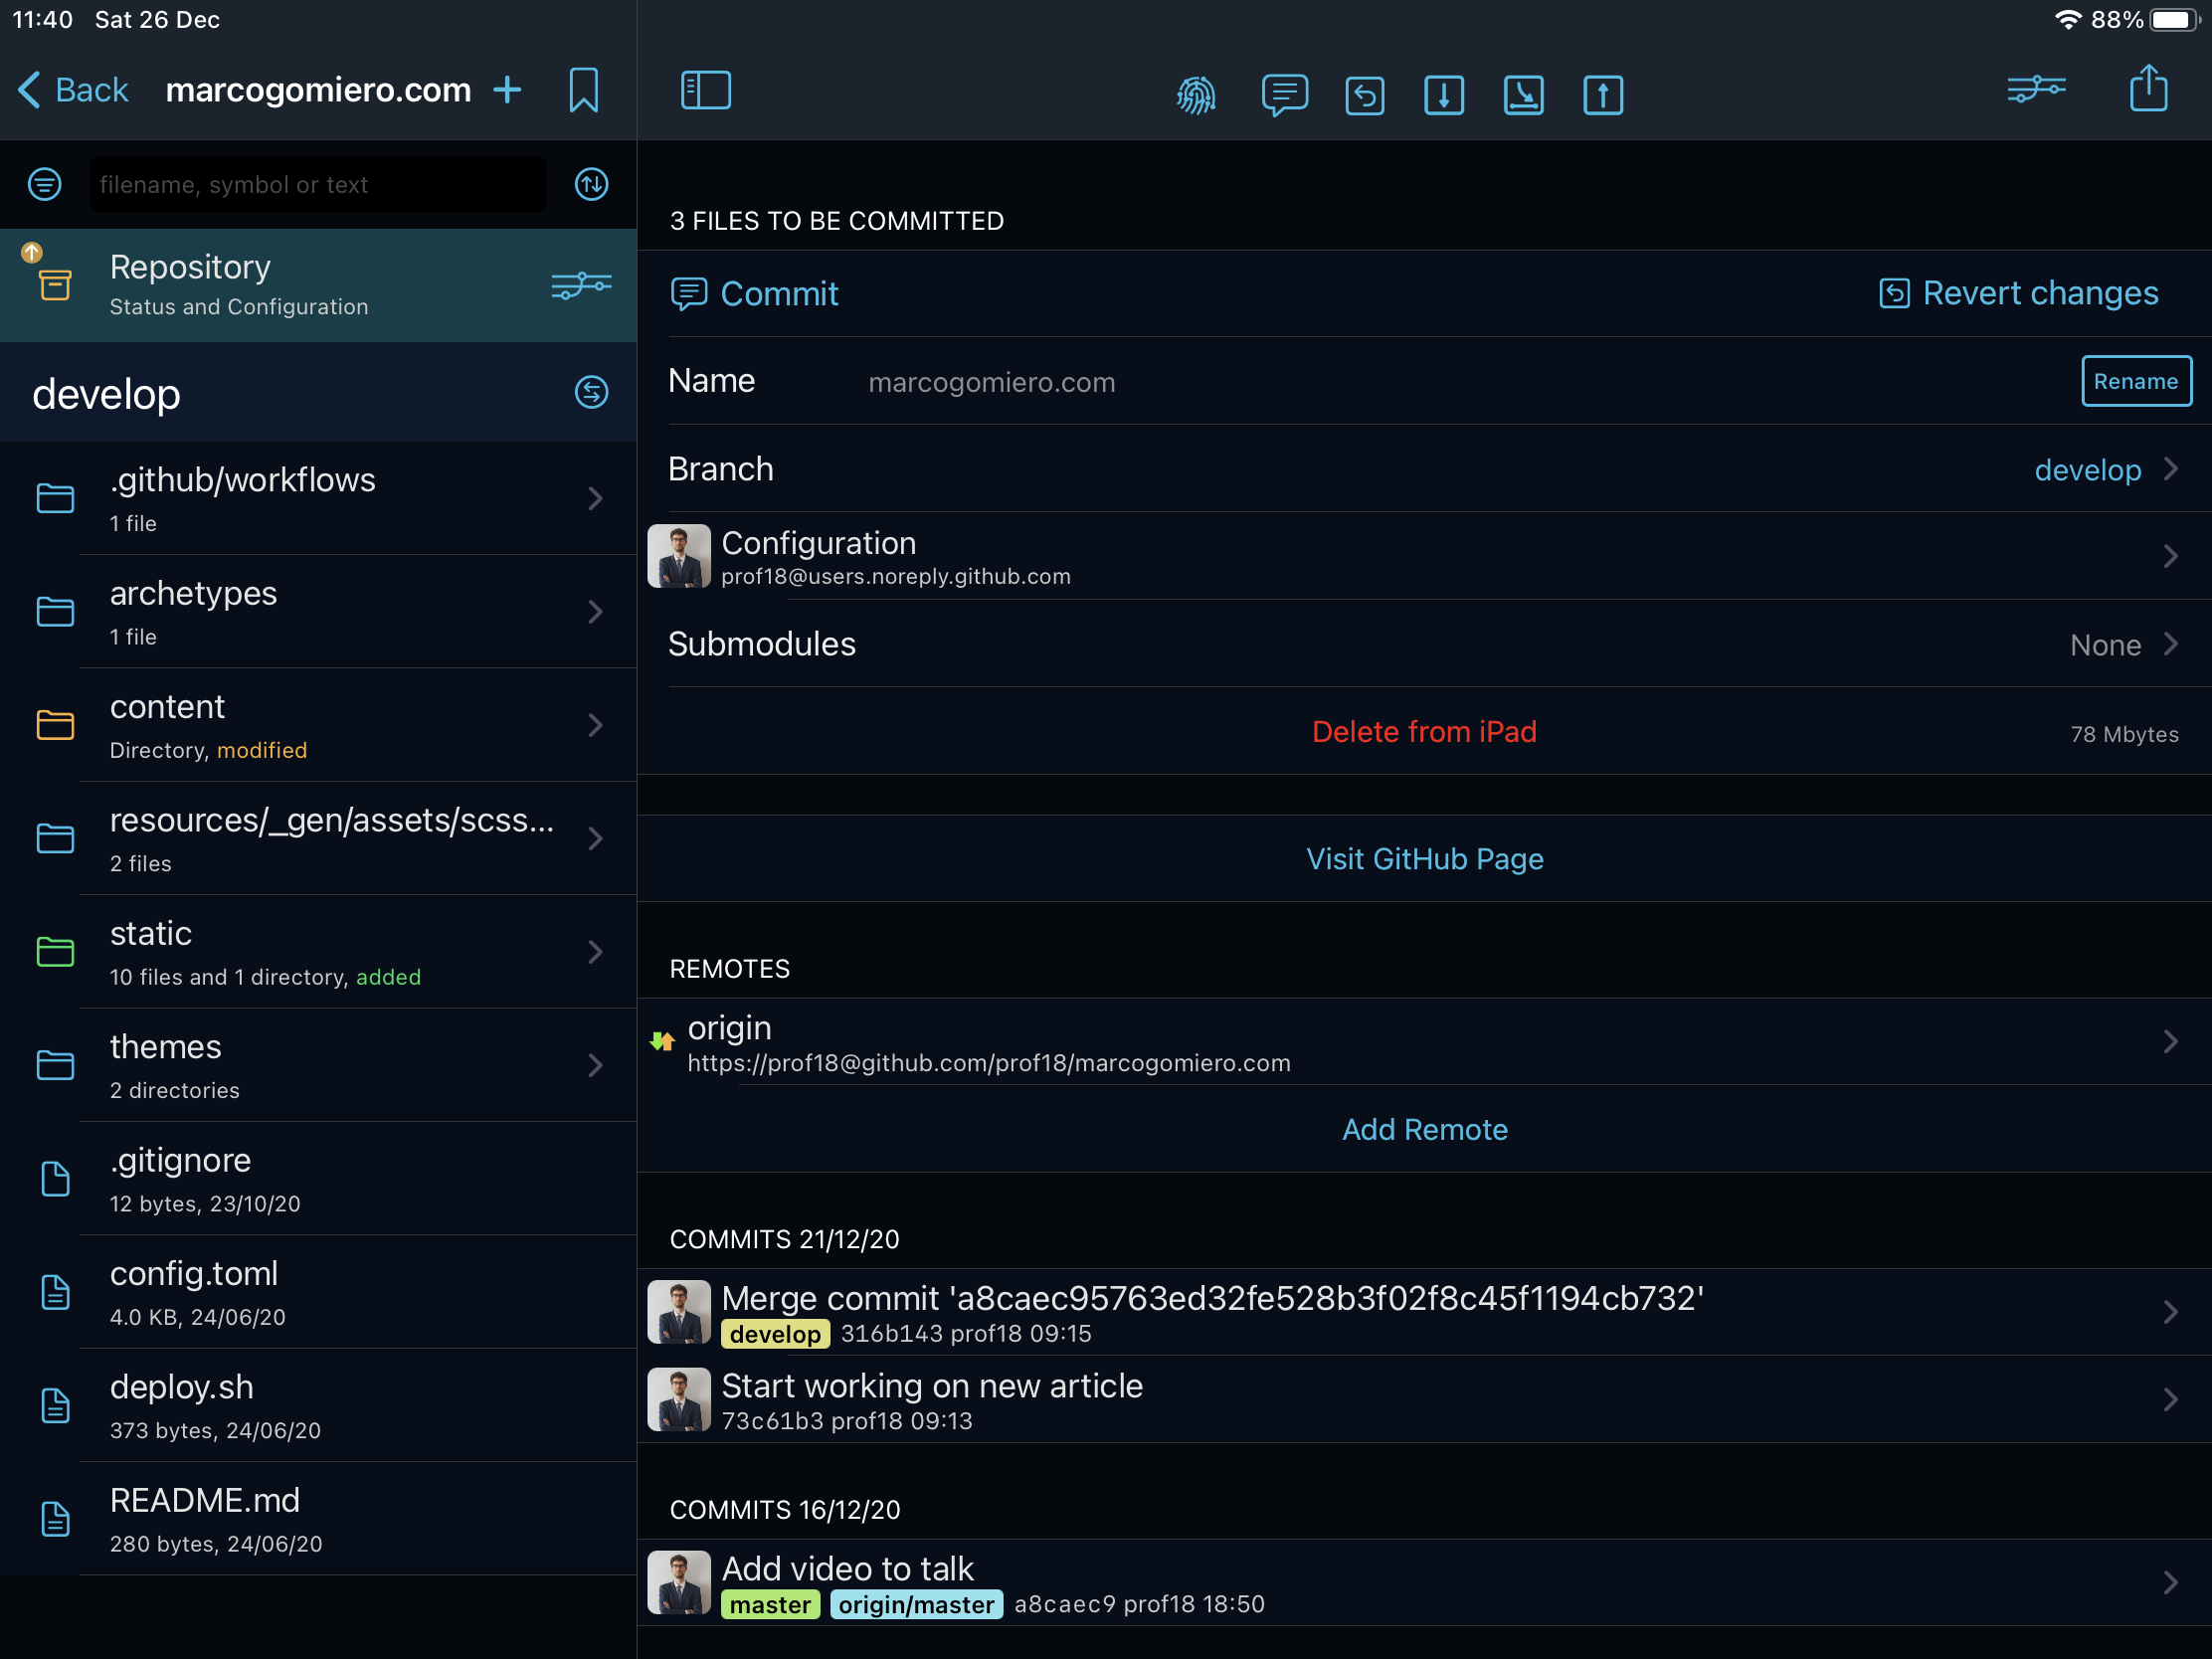 11:40 Sat 26 Dec
88%
Back marcogomiero.com
filename, symbol or text
Repository
Status and Configuration
develop
.github/workflows
1 file
archetypes
1 file
content
Directory, modified
resources/_gen/assets/scss...
2 files
static
10 files and 1 directory, added
themes
2 directories
.gitignore
12 bytes, 23/10/20
config.toml
4.0 KB, 24/06/20
deploy.sh
373 bytes, 24/06/20
README.md
280 bytes, 24/06/20
3 FILES TO BE COMMITTED
Commit Revert changes
Name marcogomiero.com Rename
Branch develop
Configuration
prof18@users.noreply.github.com
Submodules None
Delete from iPad 78 Mbytes
Visit GitHub Page
REMOTES
origin
https://prof18@github.com/prof18/marcogomiero.com
Add Remote
COMMITS 21/12/20
Merge commit 'a8caec95763ed32fe528b3f02f8c45f1194cb732'
develop 316b143 prof18 09:15
Start working on new article
73c61b3 prof18 09:13
COMMITS 16/12/20
Add video to talk
master origin/master a8caec9 prof18 18:50